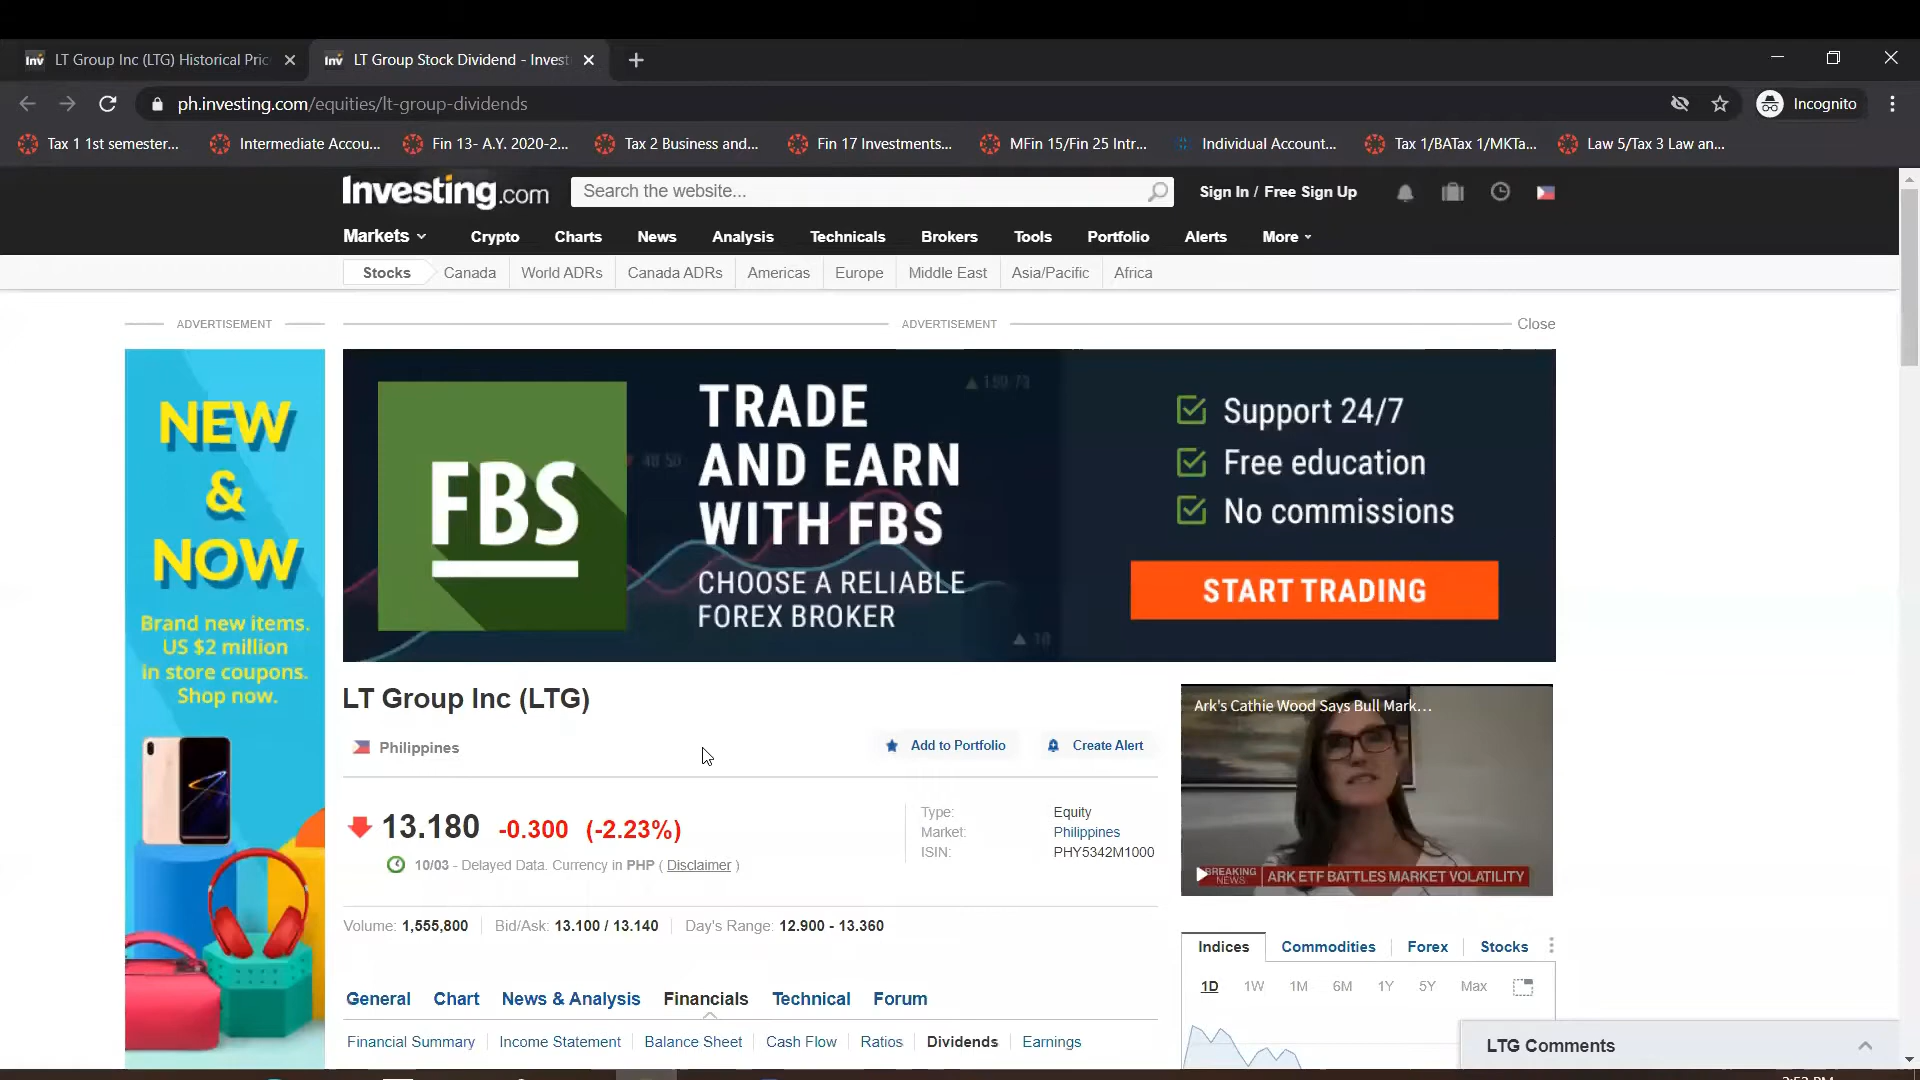 LT Group Inc (LTG) Historical Pric
LT Group Stock Dividend - Invest
ph.investing.com/equities/lt-group-dividends
Incognito
Tax 1 1st semester...
Intermediate Accou...
Fin 13- A.Y. 2020-2...
Tax 2 Business and...
Fin 17 Investments...
MFin 15/Fin 25 Intr...
Individual Account...
Tax 1/BATax 1/MKTa...
Law 5/Tax 3 Law an...
Investing.com
Search the website...
Sign In / Free Sign Up
Markets
Crypto
Charts
News
Analysis
Technicals
Brokers
Tools
Portfolio
Alerts
More
Stocks
Canada
World ADRs
Canada ADRs
Americas
Europe
Middle East
Asia/Pacific
Africa
ADVERTISEMENT
ADVERTISEMENT
Close
NEW
&
NOW
Brand new items.
US $2 million
in store coupons.
Shop now.
FBS
TRADE
AND EARN
WITH FBS
CHOOSE A RELIABLE
FOREX BROKER
Support 24/7
Free education
No commissions
START TRADING
LT Group Inc (LTG)
Philippines
Add to Portfolio
Create Alert
13.180 -0.300 (-2.23%)
10/03 - Delayed Data. Currency in PHP ( Disclaimer )
Type: Equity
Market: Philippines
ISIN: PHY5342M1000
Volume: 1,555,800
Bid/Ask: 13.100 / 13.140
Day's Range: 12.900 - 13.360
General
Chart
News & Analysis
Financials
Technical
Forum
Financial Summary
Income Statement
Balance Sheet
Cash Flow
Ratios
Dividends
Earnings
Ark's Cathie Wood Says Bull Mark...
BREAKING
NEWS:
ARK ETF BATTLES MARKET VOLATILITY
Indices
Commodities
Forex
Stocks
1D
1W
1M
6M
1Y
5Y
Max
LTG Comments